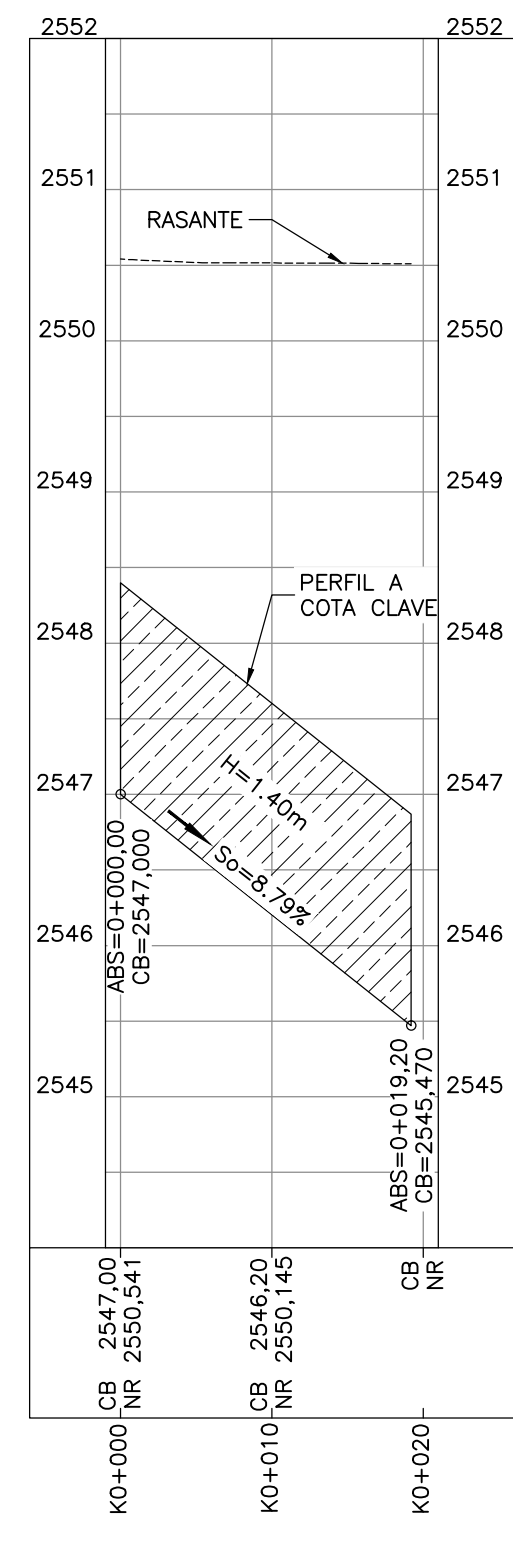 2552
2552
2551
2551
RASANTE
2550
2550
2549
2549
PERFIL A
COTA CLAVE
2548
2548
H=1.40m
2547
2547
So=8.79%
ABS=0+000,00
CB=2547,000
2546
2546
ABS=0+019,20
CB=2545,470
2545
2545
CB 2547,00
NR 2550,541
CB 2546,20
NR 2550,145
CB
NR
K0+000
K0+010
K0+020